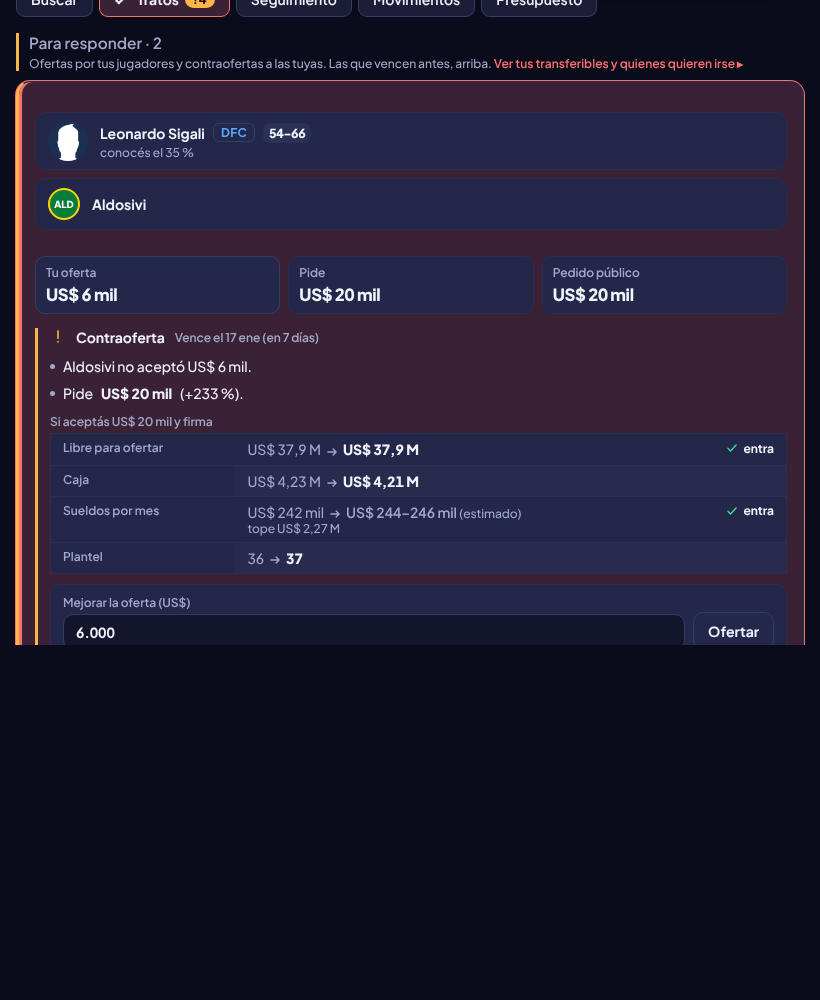 Buscar
Tratos
14
Seguimiento
Movimientos
Presupuesto
Para responder · 2
Ofertas por tus jugadores y contraofertas a las tuyas. Las que vencen antes, arriba. Ver tus transferibles y quienes quieren irse ▸
Leonardo Sigali DFC 54–66
conocés el 35 %
ALD Aldosivi
Tu oferta
US$ 6 mil
Pide
US$ 20 mil
Pedido público
US$ 20 mil
! Contraoferta Vence el 17 ene (en 7 días)
• Aldosivi no aceptó US$ 6 mil.
• Pide US$ 20 mil (+233 %).
Si aceptás US$ 20 mil y firma
Libre para ofertar US$ 37,9 M → US$ 37,9 M ✓ entra
Caja US$ 4,23 M → US$ 4,21 M
Sueldos por mes US$ 242 mil → US$ 244–246 mil (estimado) ✓ entra
tope US$ 2,27 M
Plantel 36 → 37
Mejorar la oferta (US$)
6.000 Ofertar